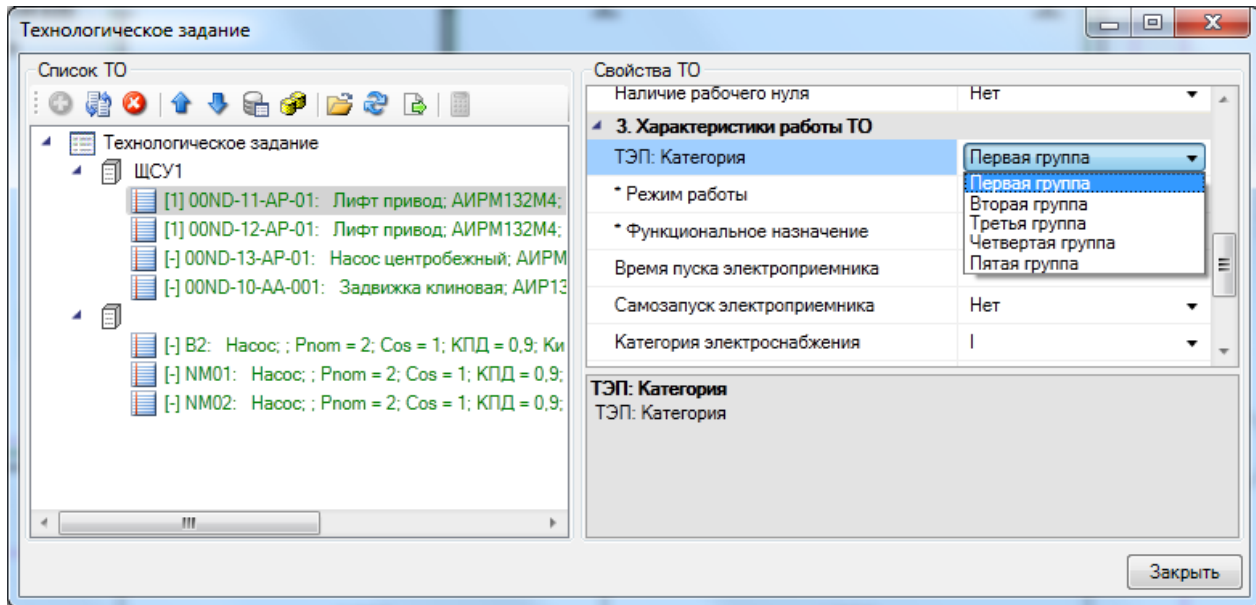 Технологическое задание
Список ТО
Технологическое задание
ЩСУ1
[1] 00ND-11-AP-01: Лифт привод; АИРМ132М4;
[1] 00ND-12-AP-01: Лифт привод; АИРМ132М4;
[-] 00ND-13-AP-01: Насос центробежный; АИРМ
[-] 00ND-10-AA-001: Задвижка клиновая; АИР13
[-] B2: Насос; ; Pnom = 2; Cos = 1; КПД = 0,9; Ки
[-] NM01: Насос; ; Pnom = 2; Cos = 1; КПД = 0,9;
[-] NM02: Насос; ; Pnom = 2; Cos = 1; КПД = 0,9;
Свойства ТО
Наличие рабочего нуля Нет
3. Характеристики работы ТО
ТЭП: Категория Первая группа
* Режим работы
* Функциональное назначение
Время пуска электроприемника
Самозапуск электроприемника Нет
Категория электроснабжения I
Первая группа
Вторая группа
Третья группа
Четвертая группа
Пятая группа
ТЭП: Категория
ТЭП: Категория
Закрыть